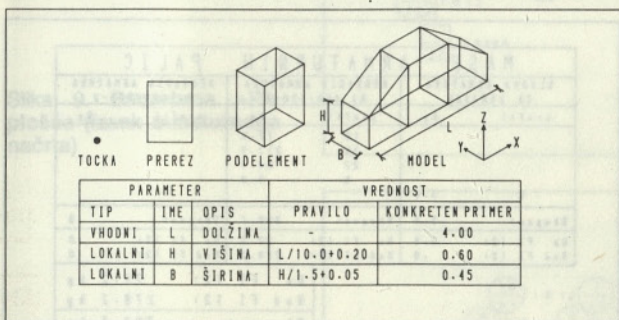 H
B
L
Z
Y
X
TOCKA PREREZ PODELEMENT MODEL
PARAMETER VREDNOST
TIP IME OPIS PRAVILO KONKRETEN PRIMER
VHODNI L DOLŽINA - 4.00
LOKALNI H VIŠINA L/10.0+0.20 0.60
LOKALNI B ŠIRINA H/1.5+0.05 0.45